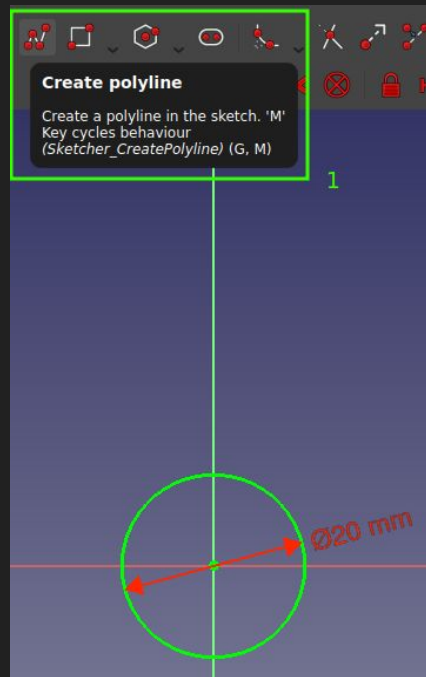 Create polyline
Create a polyline in the sketch. 'M'
Key cycles behaviour
(Sketcher_CreatePolyline) (G, M)
1
Ø20 mm